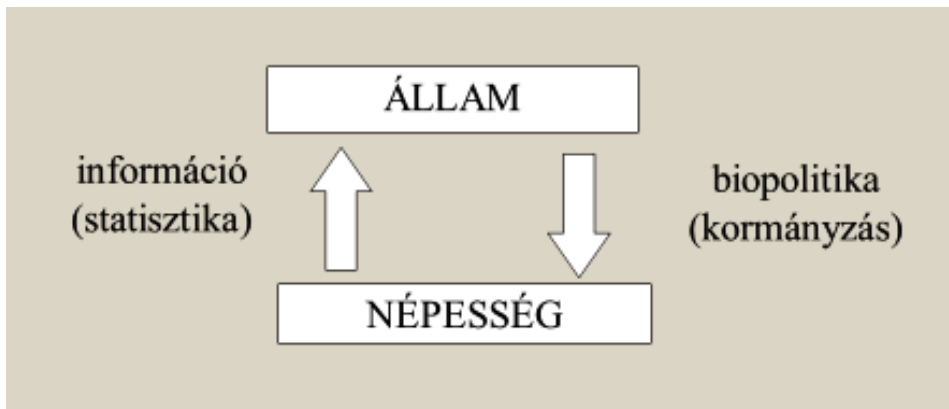 ÁLLAM
információ
(statisztika)
biopolitika
(kormányzás)
NÉPESSÉG